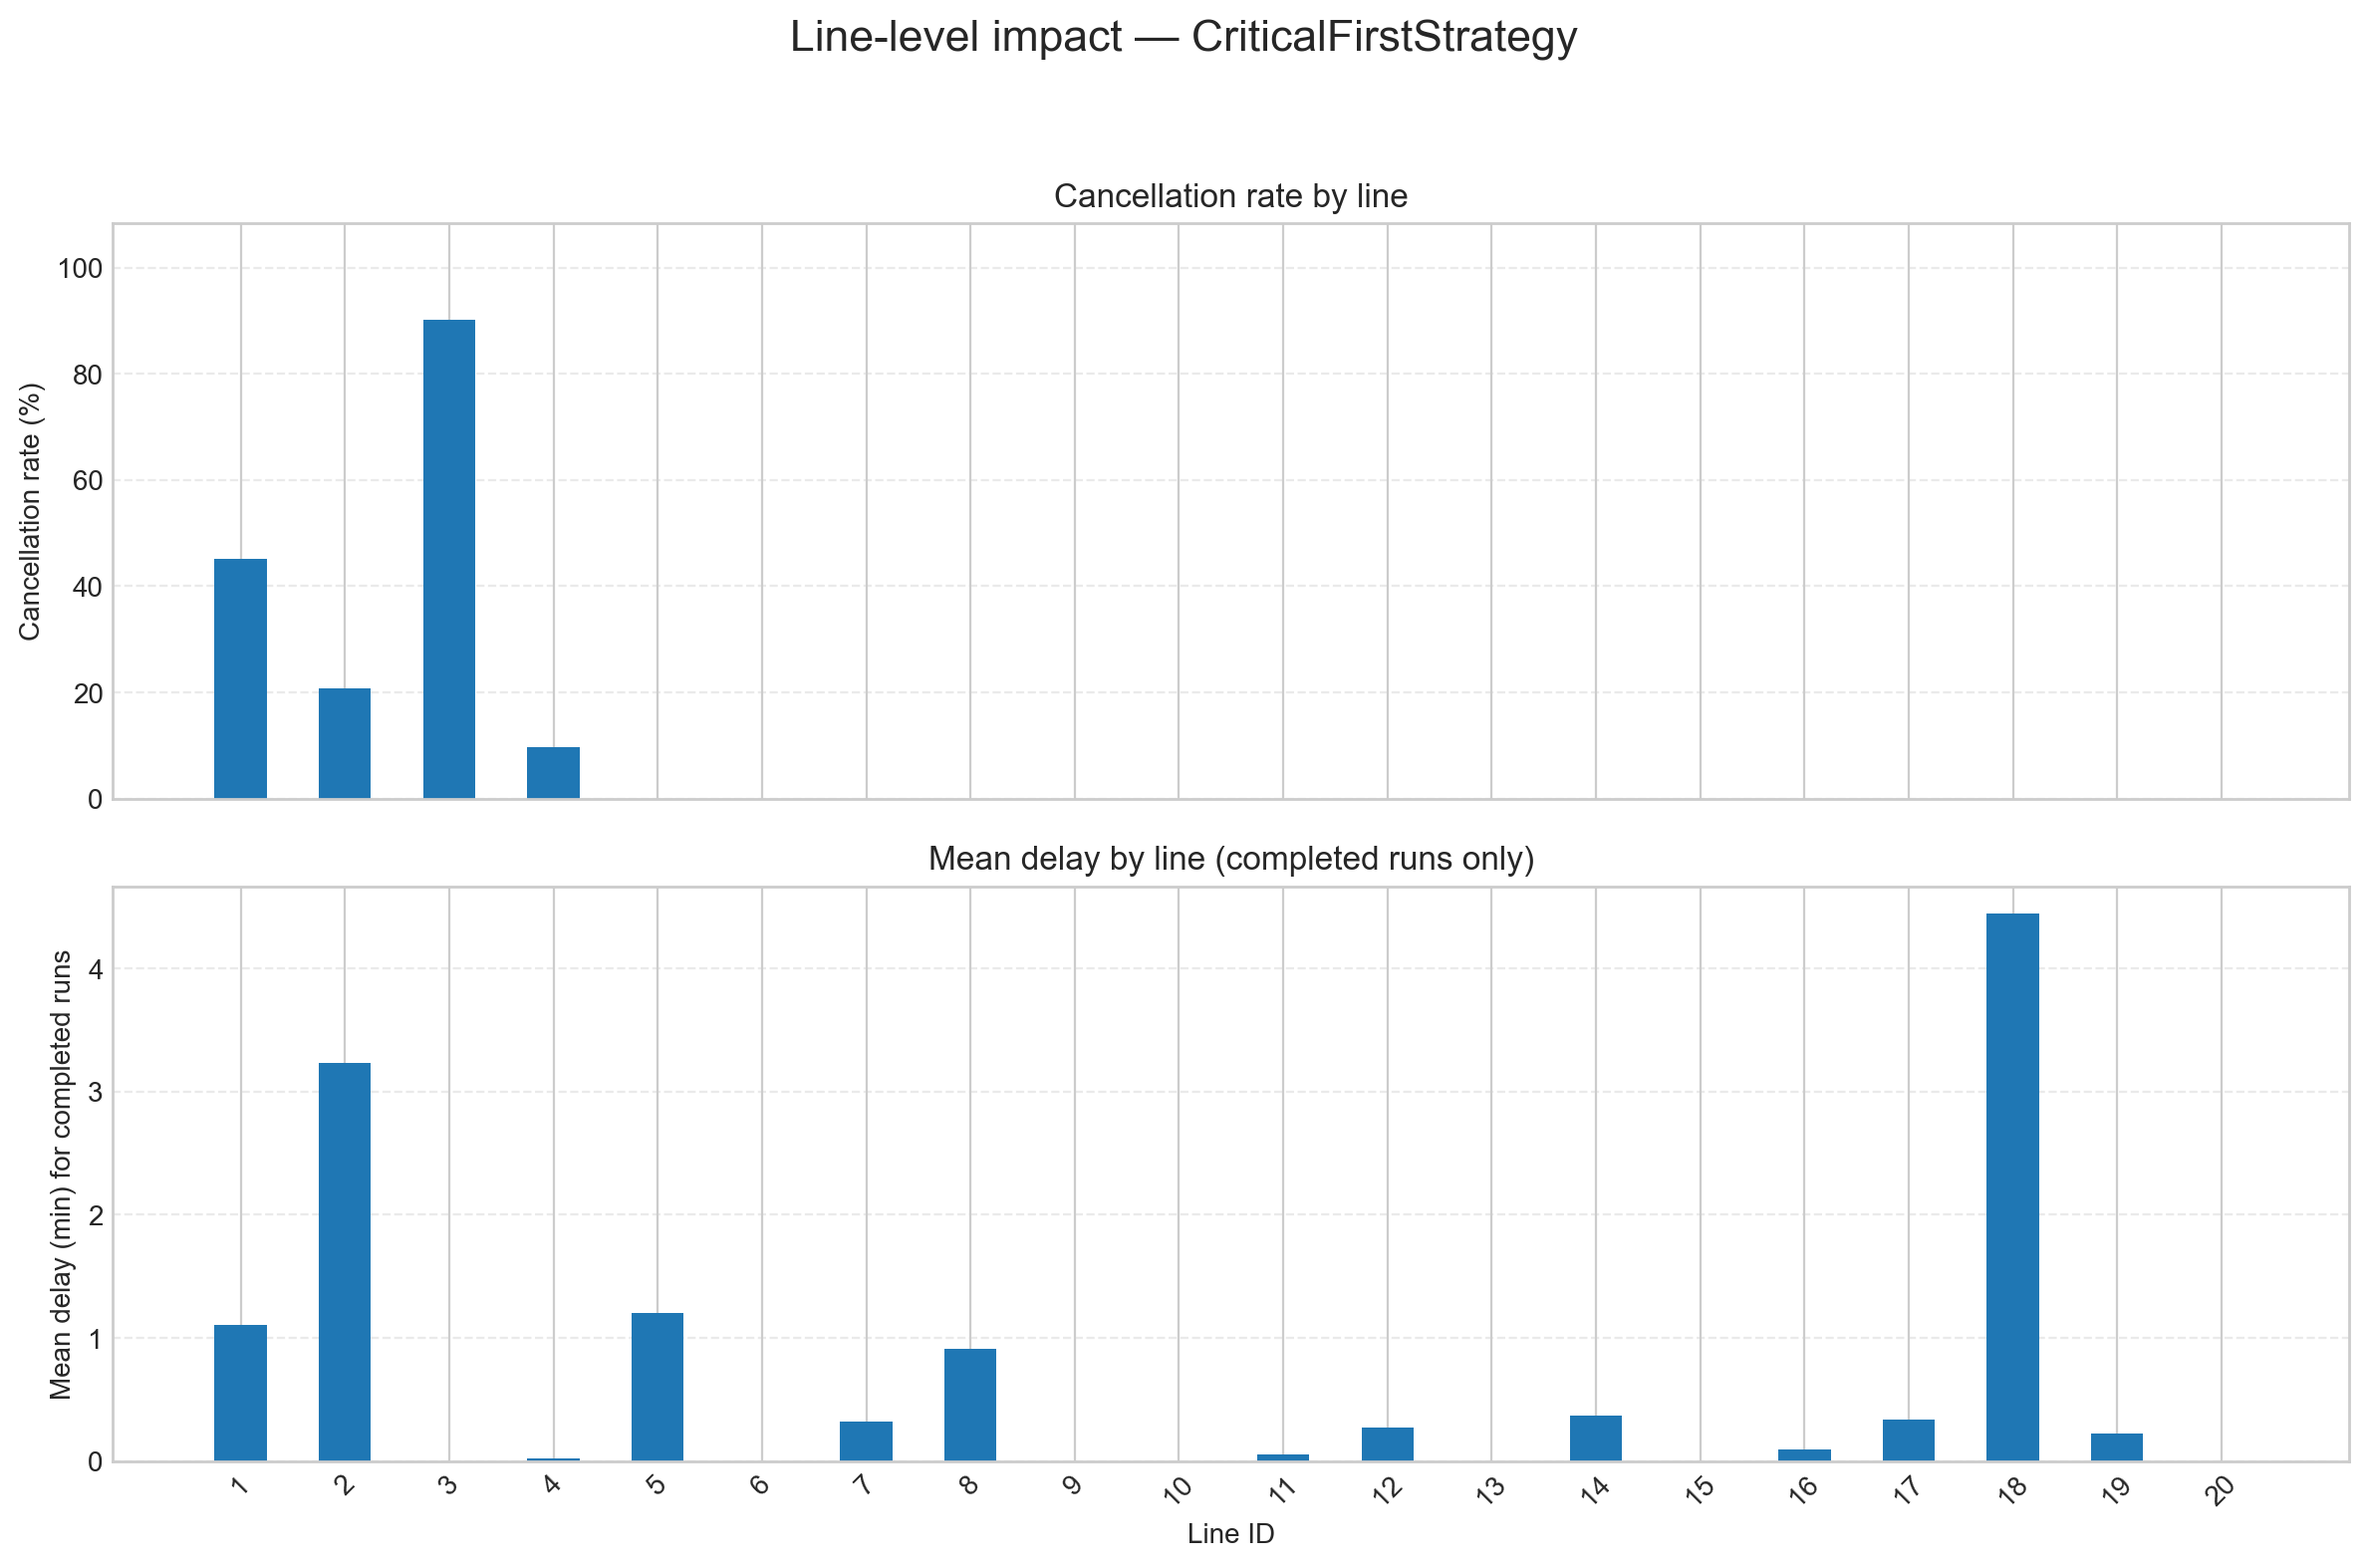 Line-level impact — CriticalFirstStrategy
Cancellation rate by line
Cancellation rate (%)
100
80
60
40
20
0
Mean delay by line (completed runs only)
Mean delay (min) for completed runs
4
3
2
1
0
1 2 3 4 5 6 7 8 9 10 11 12 13 14 15 16 17 18 19 20
Line ID